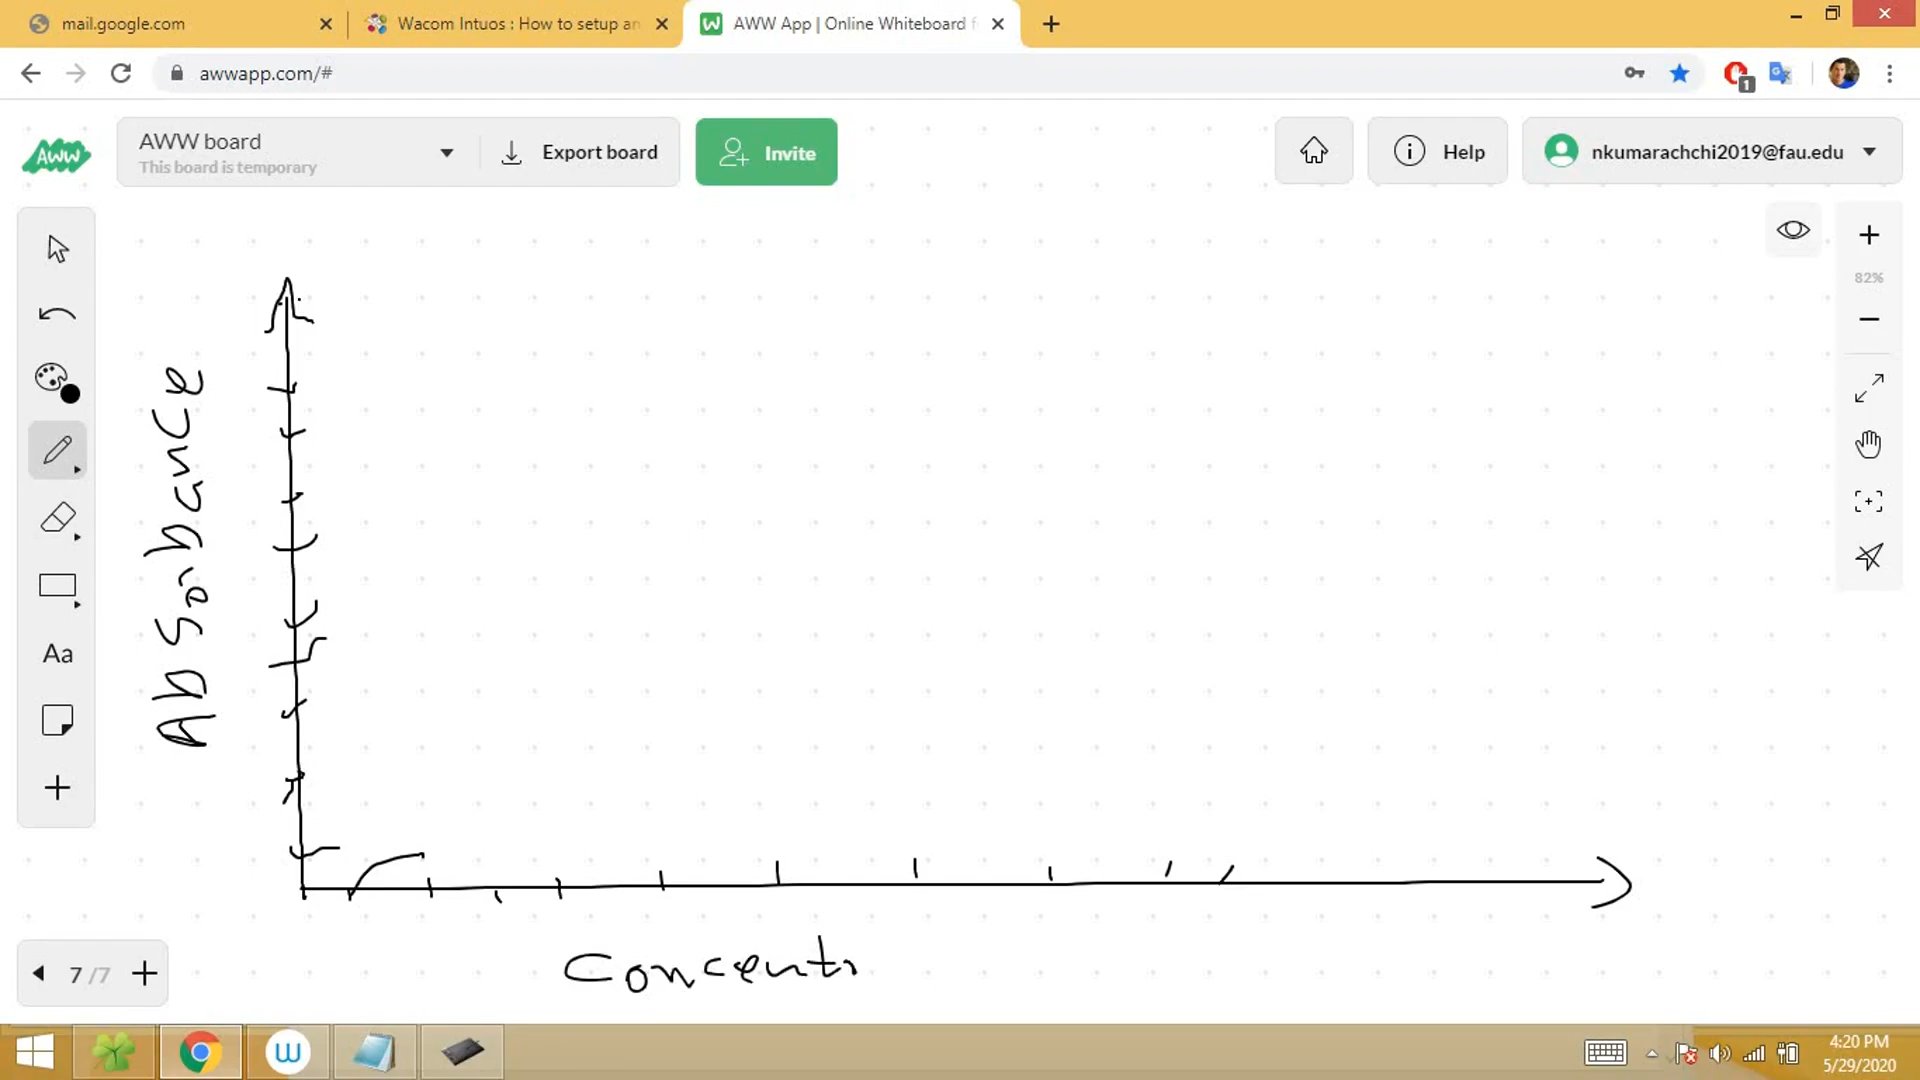 mail.google.com
Wacom Intuos : How to setup an
AWW App | Online Whiteboard f
awwapp.com/#
1
AWW
AWW board
This board is temporary
Export board
Invite
Help
nkumarachchi2019@fau.edu
82%
Absorbance
Aa
Concentr
7 /7
W
4:20 PM
5/29/2020